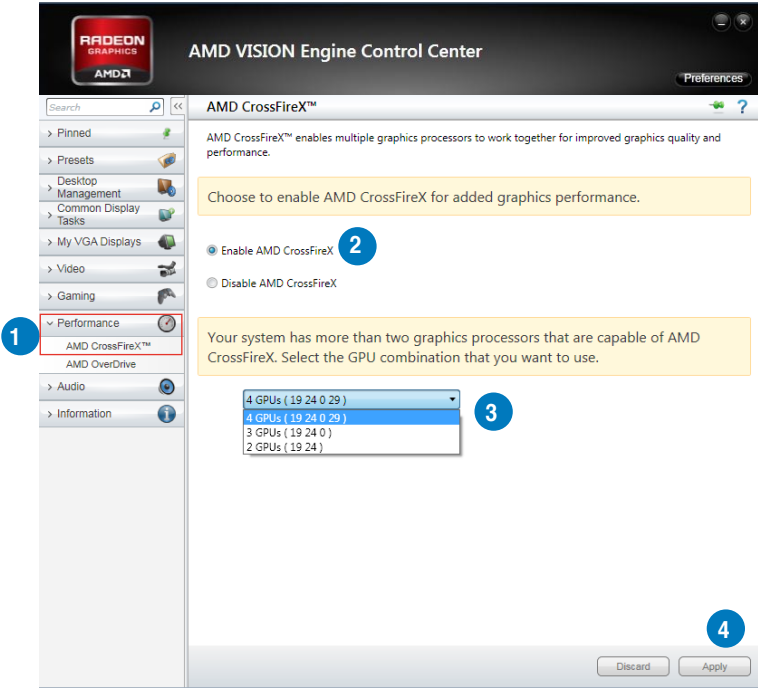 RADEON
GRAPHICS
AMD
AMD VISION Engine Control Center
Preferences
Search
AMD CrossFireX™
?
> Pinned
> Presets
> Desktop
Management
> Common Display
Tasks
> My VGA Displays
> Video
> Gaming
1
Performance
AMD CrossFireX™
AMD OverDrive
> Audio
> Information
AMD CrossFireX™ enables multiple graphics processors to work together for improved graphics quality and
performance.
Choose to enable AMD CrossFireX for added graphics performance.
Enable AMD CrossFireX
2
Disable AMD CrossFireX
Your system has more than two graphics processors that are capable of AMD
CrossFireX. Select the GPU combination that you want to use.
4 GPUs ( 19 24 0 29 )
3
4 GPUs ( 19 24 0 29 )
3 GPUs ( 19 24 0 )
2 GPUs ( 19 24 )
4
Discard
Apply